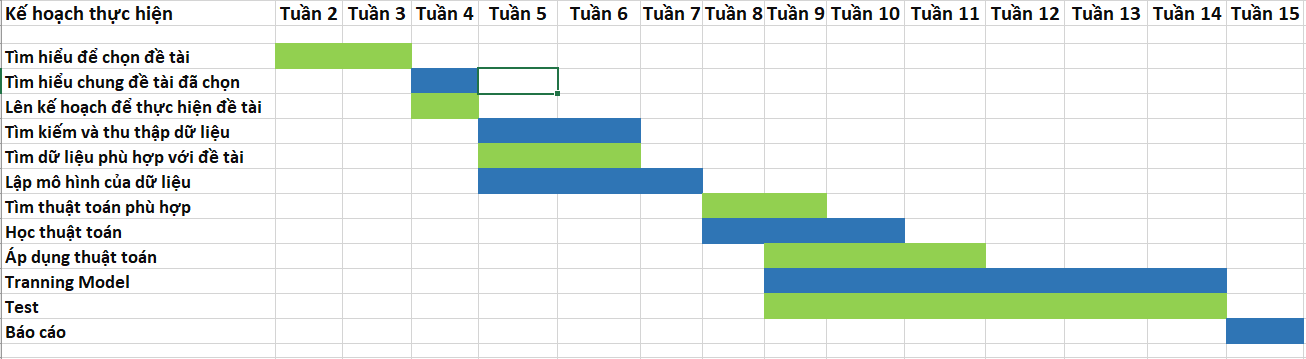 Kế hoạch thực hiện Tuần 2 Tuần 3 Tuần 4 Tuần 5 Tuần 6 Tuần 7 Tuần 8 Tuần 9 Tuần 10 Tuần 11 Tuần 12 Tuần 13 Tuần 14 Tuần 15
Tìm hiểu để chọn đề tài
Tìm hiểu chung đề tài đã chọn
Lên kế hoạch để thực hiện đề tài
Tìm kiếm và thu thập dữ liệu
Tìm dữ liệu phù hợp với đề tài
Lập mô hình của dữ liệu
Tìm thuật toán phù hợp
Học thuật toán
Áp dụng thuật toán
Tranning Model
Test
Báo cáo